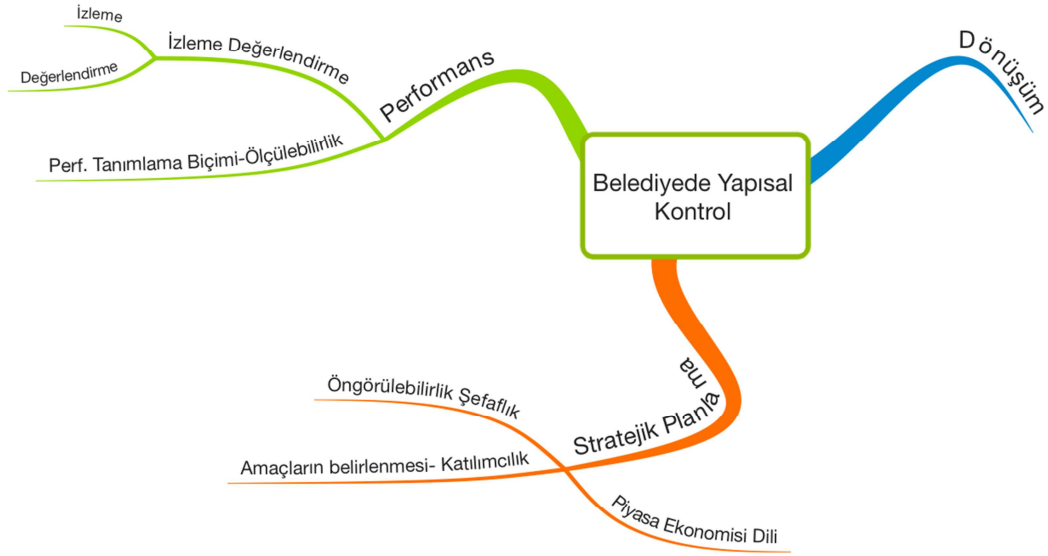 İzleme
İzleme Değerlendirme
Değerlendirme
Performans
Perf. Tanımlama Biçimi-Ölçülebilirlik
Dönüşüm
Belediyede Yapısal
Kontrol
Stratejik Planlama
Öngörülebilirlik Şefaflık
Amaçların belirlenmesi- Katılımcılık
Piyasa Ekonomisi Dili